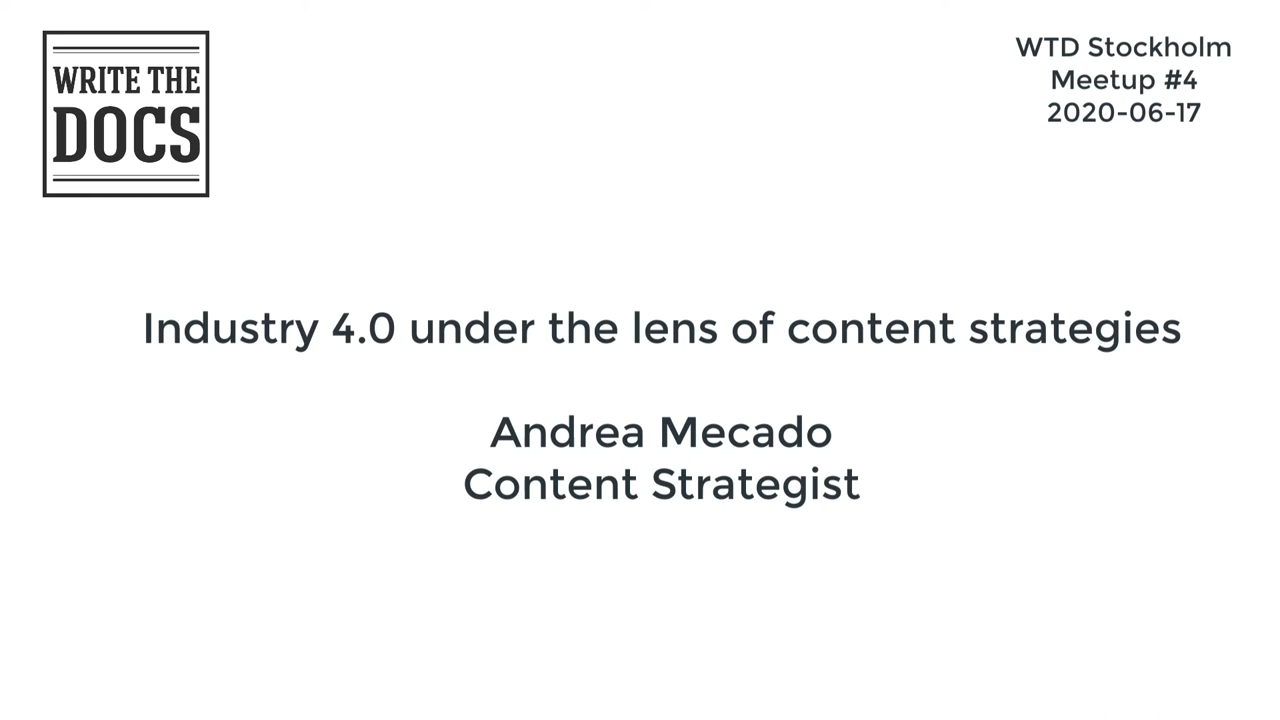 WRITE THE
DOCS
WTD Stockholm
Meetup #4
2020-06-17
Industry 4.0 under the lens of content strategies
Andrea Mecado
Content Strategist